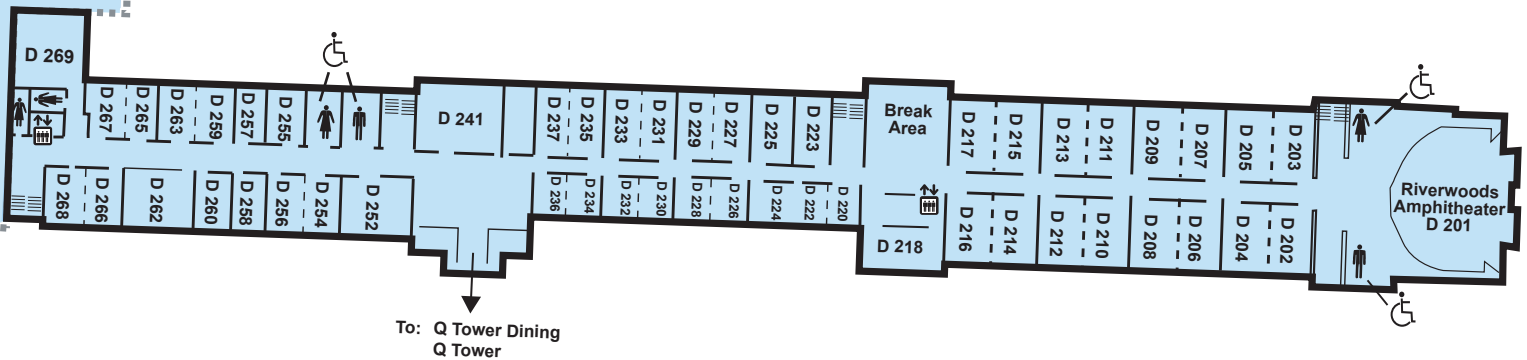 D 269
D 267
D 265
D 263
D 259
D 257
D 255
D 241
D 237
D 235
D 233
D 231
D 229
D 227
D 225
D 223
Break
Area
D 217
D 215
D 213
D 211
D 209
D 207
D 205
D 203
D 268
D 266
D 262
D 260
D 258
D 256
D 254
D 252
D 236
D 234
D 232
D 230
D 228
D 226
D 224
D 222
D 220
D 218
D 216
D 214
D 212
D 210
D 208
D 206
D 204
D 202
Riverwoods
Amphitheater
D 201
To: Q Tower Dining
Q Tower